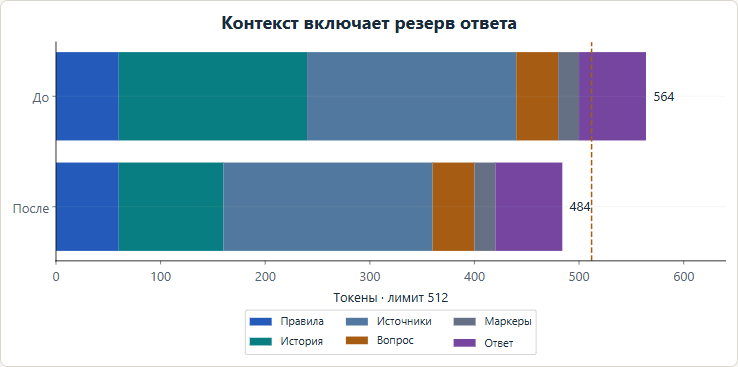 Контекст включает резерв ответа
До
564
После
484
0 100 200 300 400 500 600
Токены · лимит 512
Правила Источники Маркеры
История Вопрос Ответ